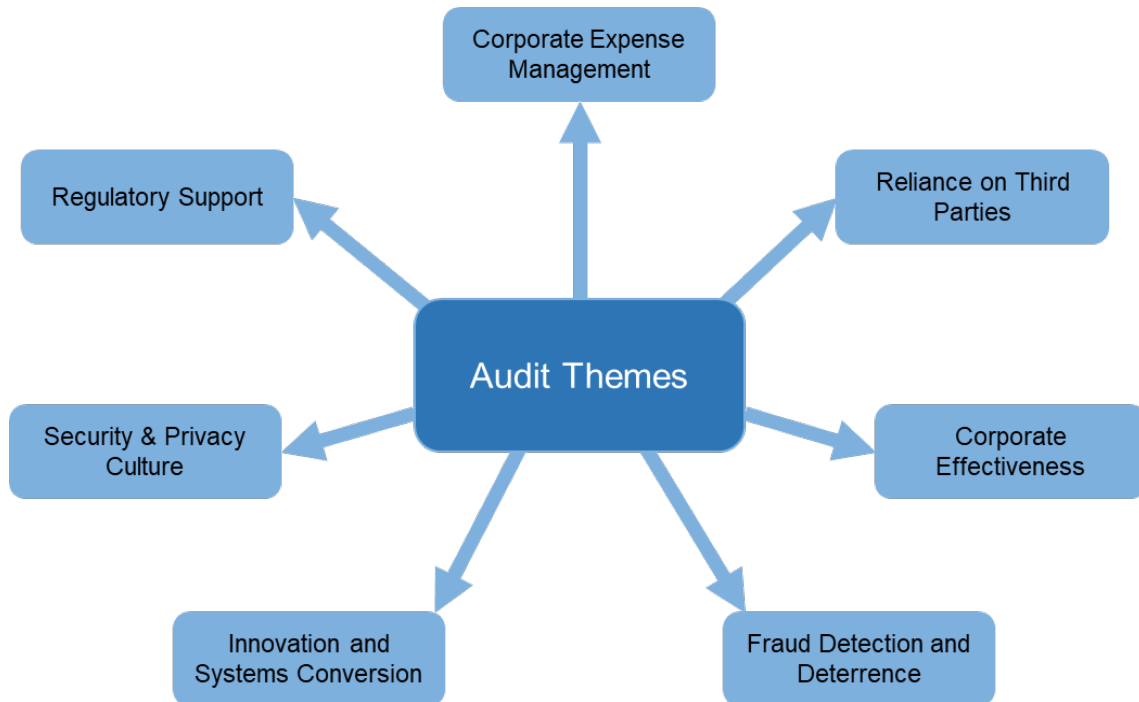 Corporate Expense
Management
Regulatory Support
Reliance on Third
Parties
Audit Themes
Security & Privacy
Culture
Corporate
Effectiveness
Innovation and
Systems Conversion
Fraud Detection and
Deterrence